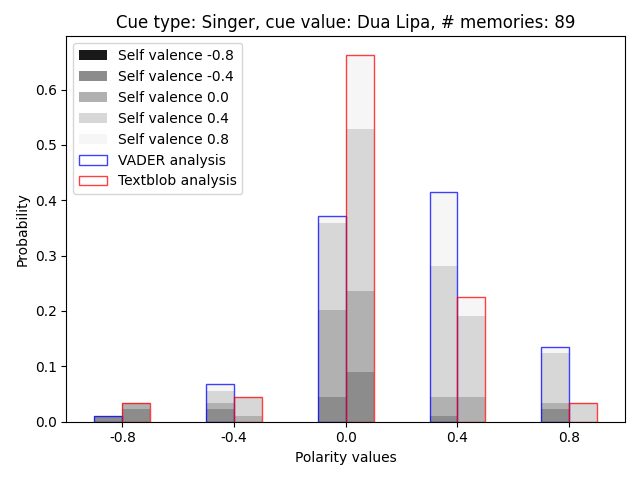 Cue type: Singer, cue value: Dua Lipa, # memories: 89
Self valence -0.8
Self valence -0.4
Self valence 0.0
Self valence 0.4
Self valence 0.8
VADER analysis
Textblob analysis
Probability
0.6
0.5
0.4
0.3
0.2
0.1
0.0
-0.8 -0.4 0.0 0.4 0.8
Polarity values